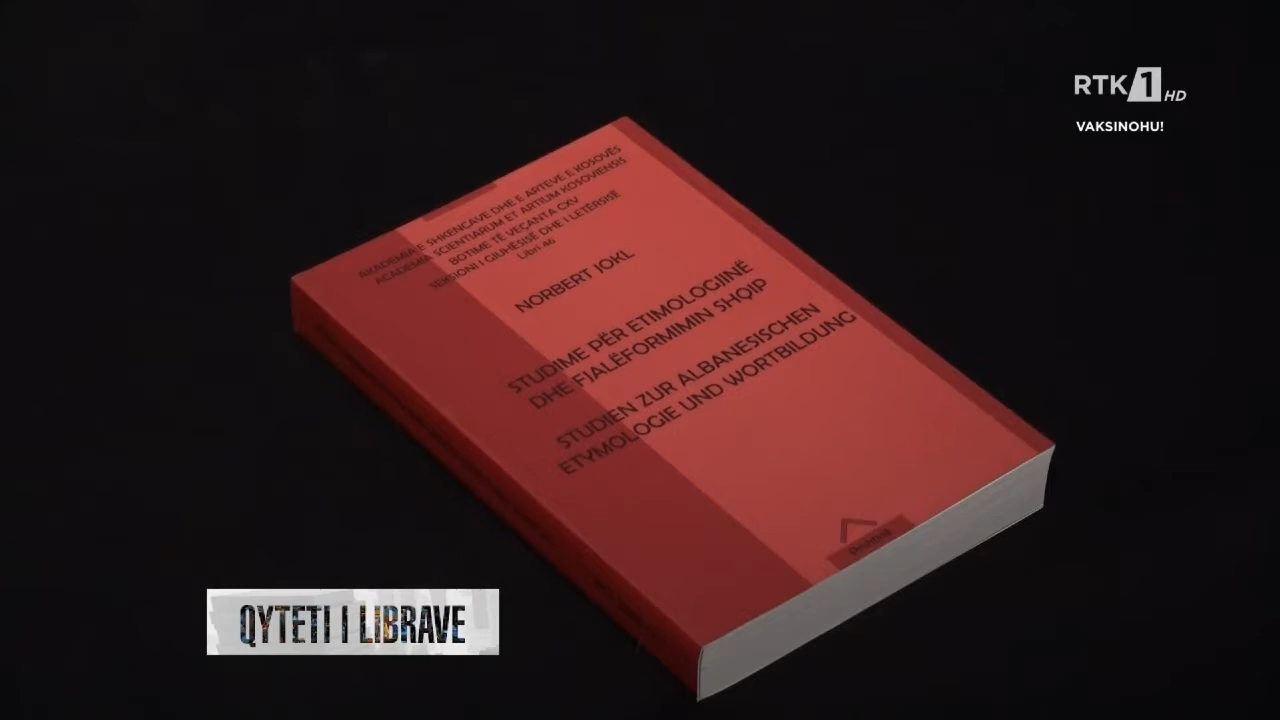 RTK 1 HD
VAKSINOHU!
AKADEMIA E SHKENCAVE DHE E ARTEVE E KOSOVËS
ACADEMIA SCIENTIARUM ET ARTIUM KOSOVIENSIS
BOTIME TË VEÇANTA CXV
SEKSIONI I GJUHËSISË DHE I LETËRSISË
Libri 46
NORBERT JOKL
STUDIME PËR ETIMOLOGJINË
DHE FJALËFORMIMIN SHQIP
STUDIEN ZUR ALBANESISCHEN
ETYMOLOGIE UND WORTBILDUNG
QYTETI I LIBRAVE